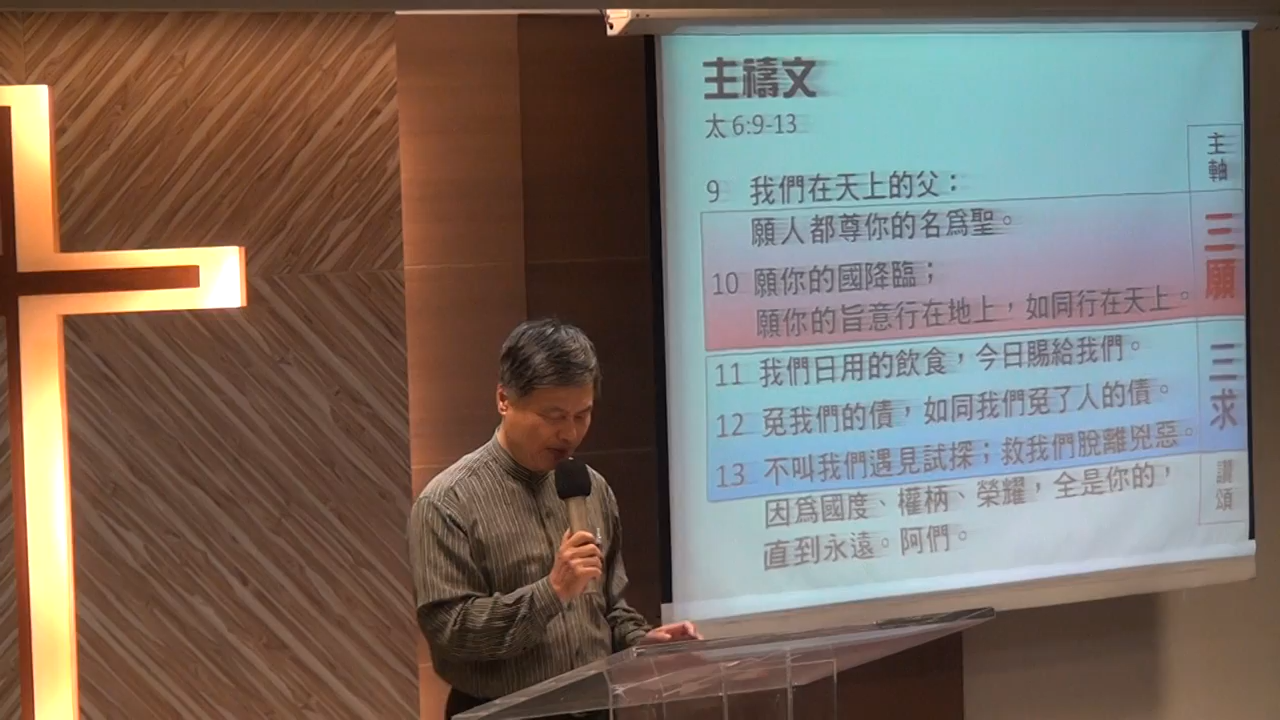 主禱文
太 6:9-13
主軸
9 我們在天上的父：
願人都尊你的名爲聖。
10 願你的國降臨；
願你的旨意行在地上，如同行在天上。
三願
11 我們日用的飲食，今日賜給我們。
12 免我們的債，如同我們免了人的債。
13 不叫我們遇見試探；救我們脫離兇惡。
三求
因爲國度、權柄、榮耀，全是你的，
直到永遠。阿們。
讚頌